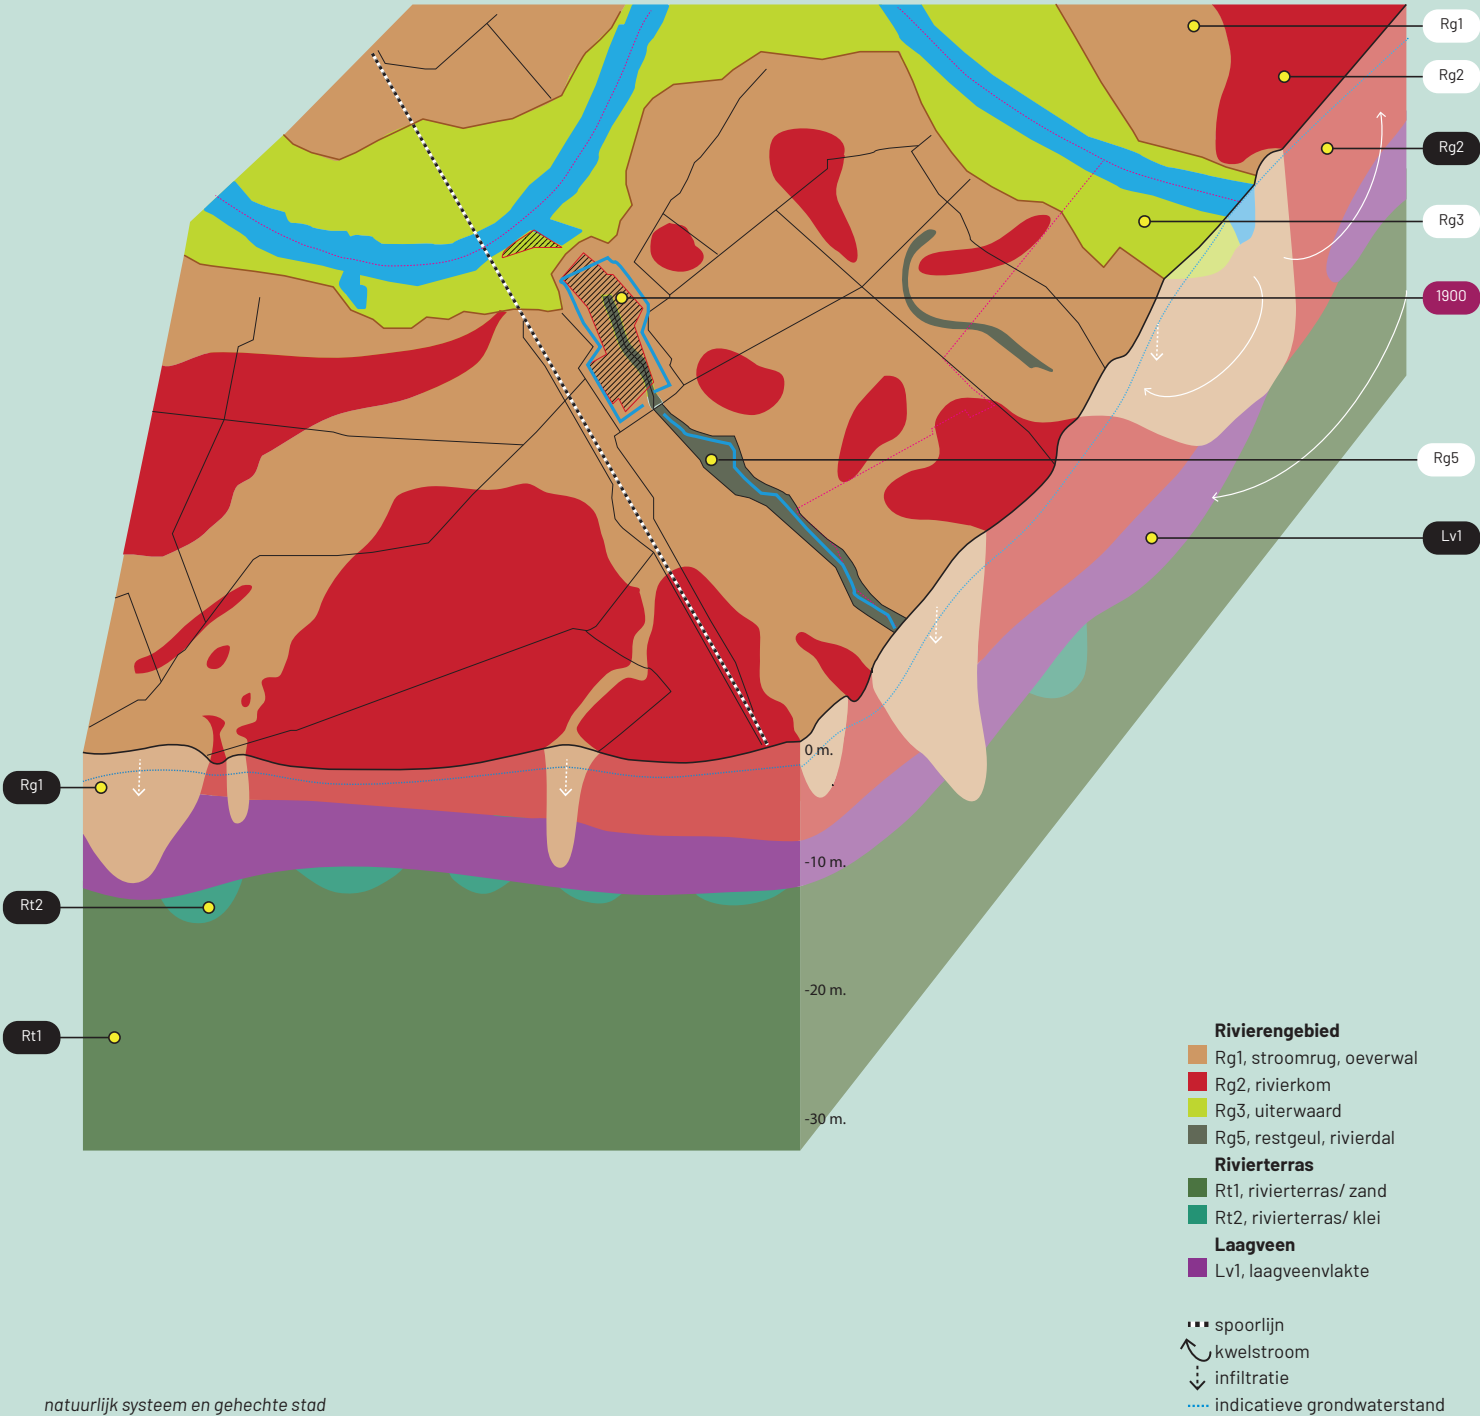 Rg1
Rg2
Rg2
Rg3
1900
Rg5
Lv1
0 m.
Rg1
-10 m.
Rt2
-20 m.
Rt1
-30 m.
Rivierengebied
Rg1, stroomrug, oeverwal
Rg2, rivierkom
Rg3, uiterwaard
Rg5, restgeul, rivierdal
Rivierterras
Rt1, rivierterras/ zand
Rt2, rivierterras/ klei
Laagveen
Lv1, laagveenvlakte
spoorlijn
kwelstroom
infiltratie
indicatieve grondwaterstand
natuurlijk systeem en gehechte stad